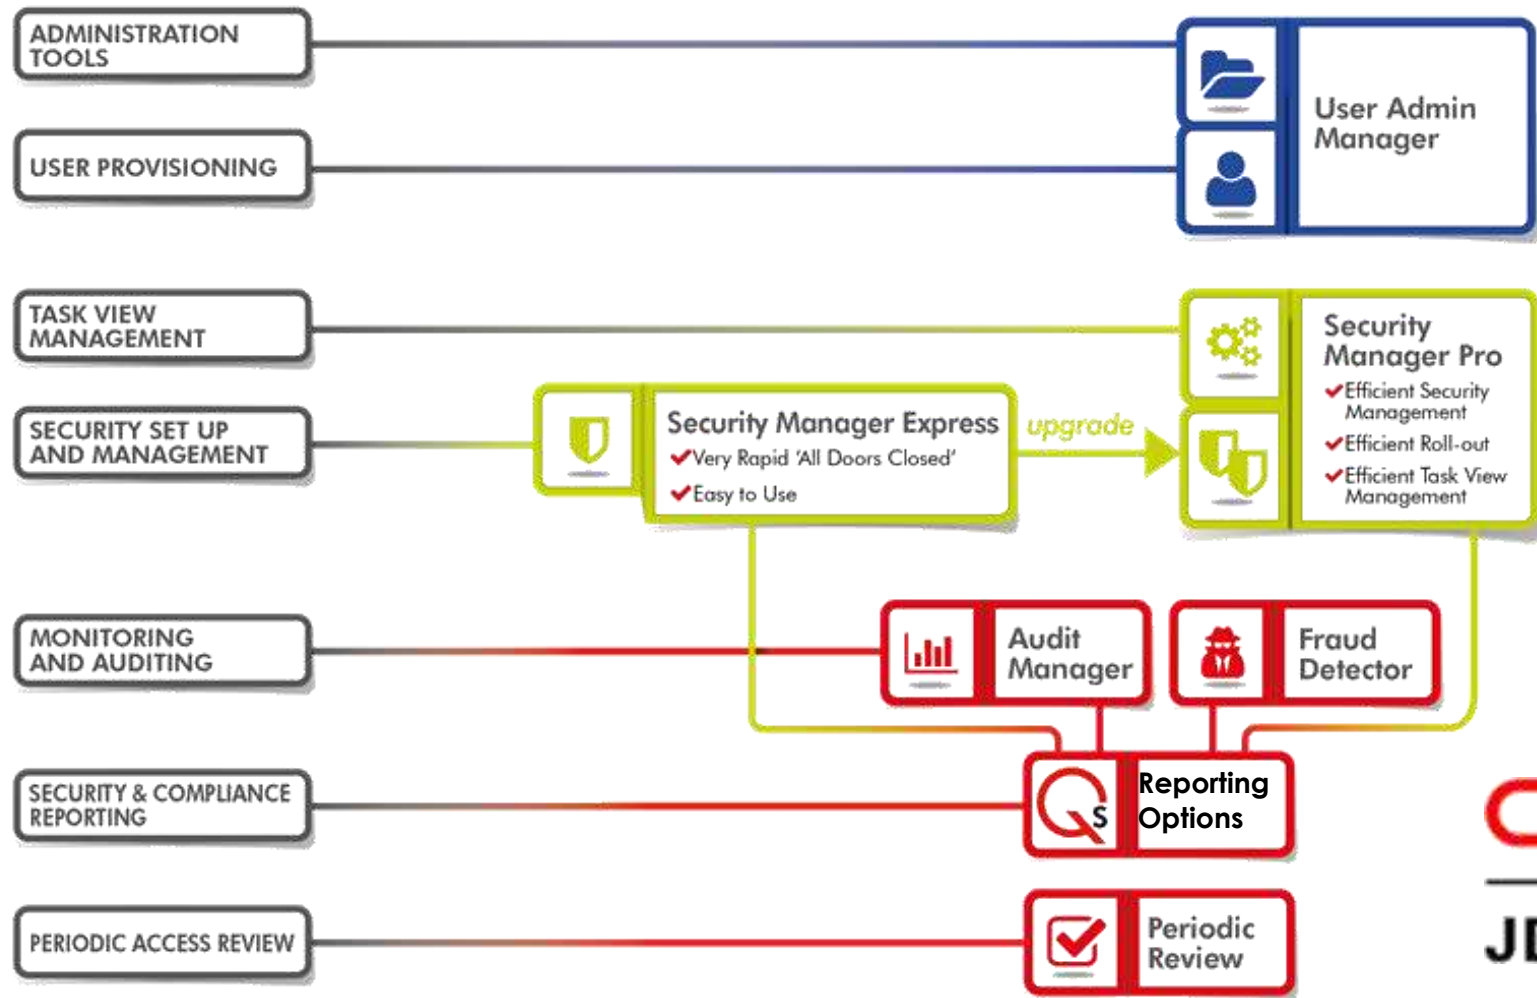 ADMINISTRATION
TOOLS
User Admin
Manager
USER PROVISIONING
TASK VIEW
MANAGEMENT
Security
Manager Pro
✔Efficient Security
Management
✔Efficient Roll-out
✔Efficient Task View
Management
SECURITY SET UP
AND MANAGEMENT
Security Manager Express
✔Very Rapid 'All Doors Closed'
✔Easy to Use
upgrade
MONITORING
AND AUDITING
Audit
Manager
Fraud
Detector
SECURITY & COMPLIANCE
REPORTING
QS
Reporting
Options
PERIODIC ACCESS REVIEW
Periodic
Review